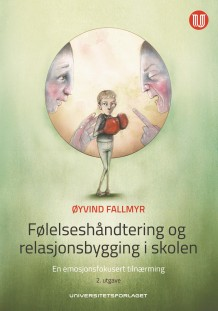 ØYVIND FALLMYR
Følelseshåndtering og
relasjonsbygging i skolen
En emosjonsfokusert tilnærming
2. utgave
UNIVERSITETSFORLAGET